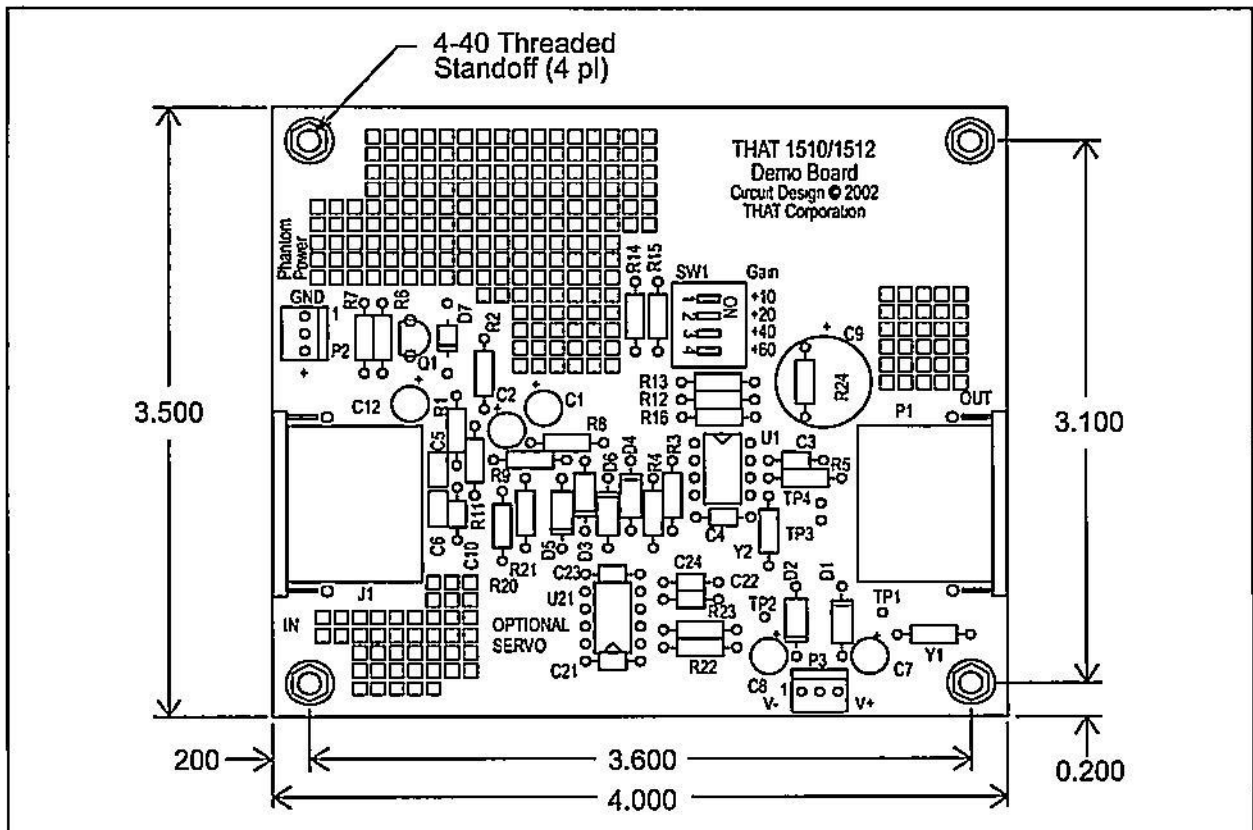 4-40 Threaded
Standoff (4 pl)
THAT 1510/1512
Demo Board
Circuit Design © 2002
THAT Corporation
Phantom
Power
R14
R15
SW1
Gain
GND
1
R7
R6
D7
R2
1
2
3
4
ON
+10
+20
+40
+60
+
C9
P2
+
Q1
R13
R12
R16
R24
3.500
C12
+
R1
C2
+
C1
+
P1
OUT
3.100
C5
R8
U1
C3
R9
D6
D4
R4
R3
R5
TP4
R11
C6
C10
D5
D3
C4
Y2
TP3
R20
R21
C23
C24
C22
D2
D1
J1
U21
R23
TP2
TP1
IN
OPTIONAL
SERVO
+
+
C21
R22
C8
P3
C7
Y1
1
V-
V+
200
3.600
0.200
4.000